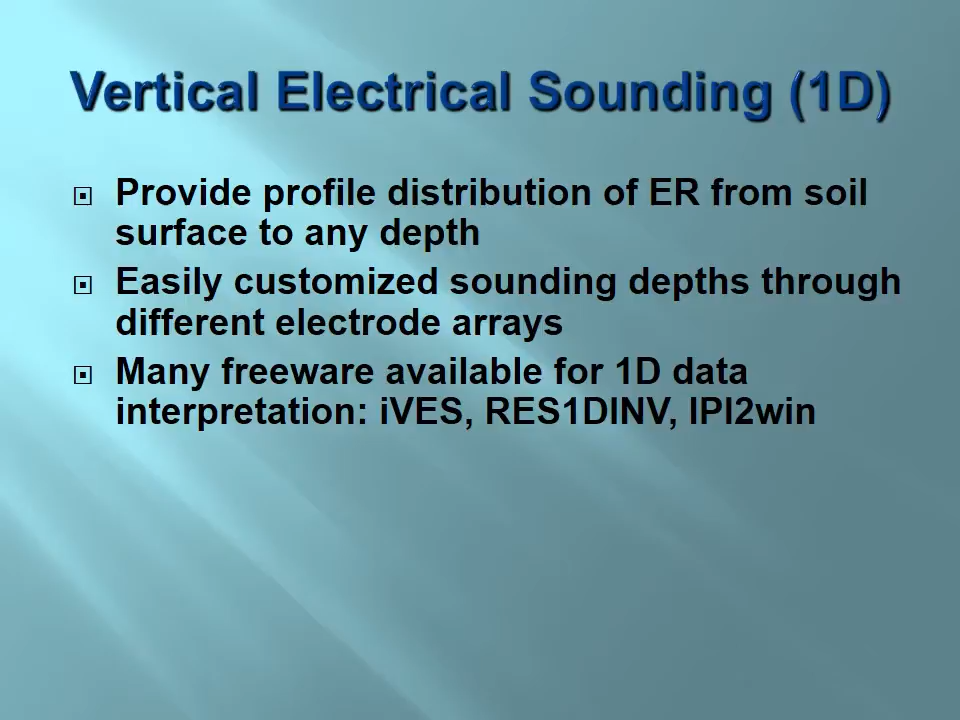 Vertical Electrical Sounding (1D)
Provide profile distribution of ER from soil
surface to any depth
Easily customized sounding depths through
different electrode arrays
Many freeware available for 1D data
interpretation: iVES, RES1DINV, IPI2win